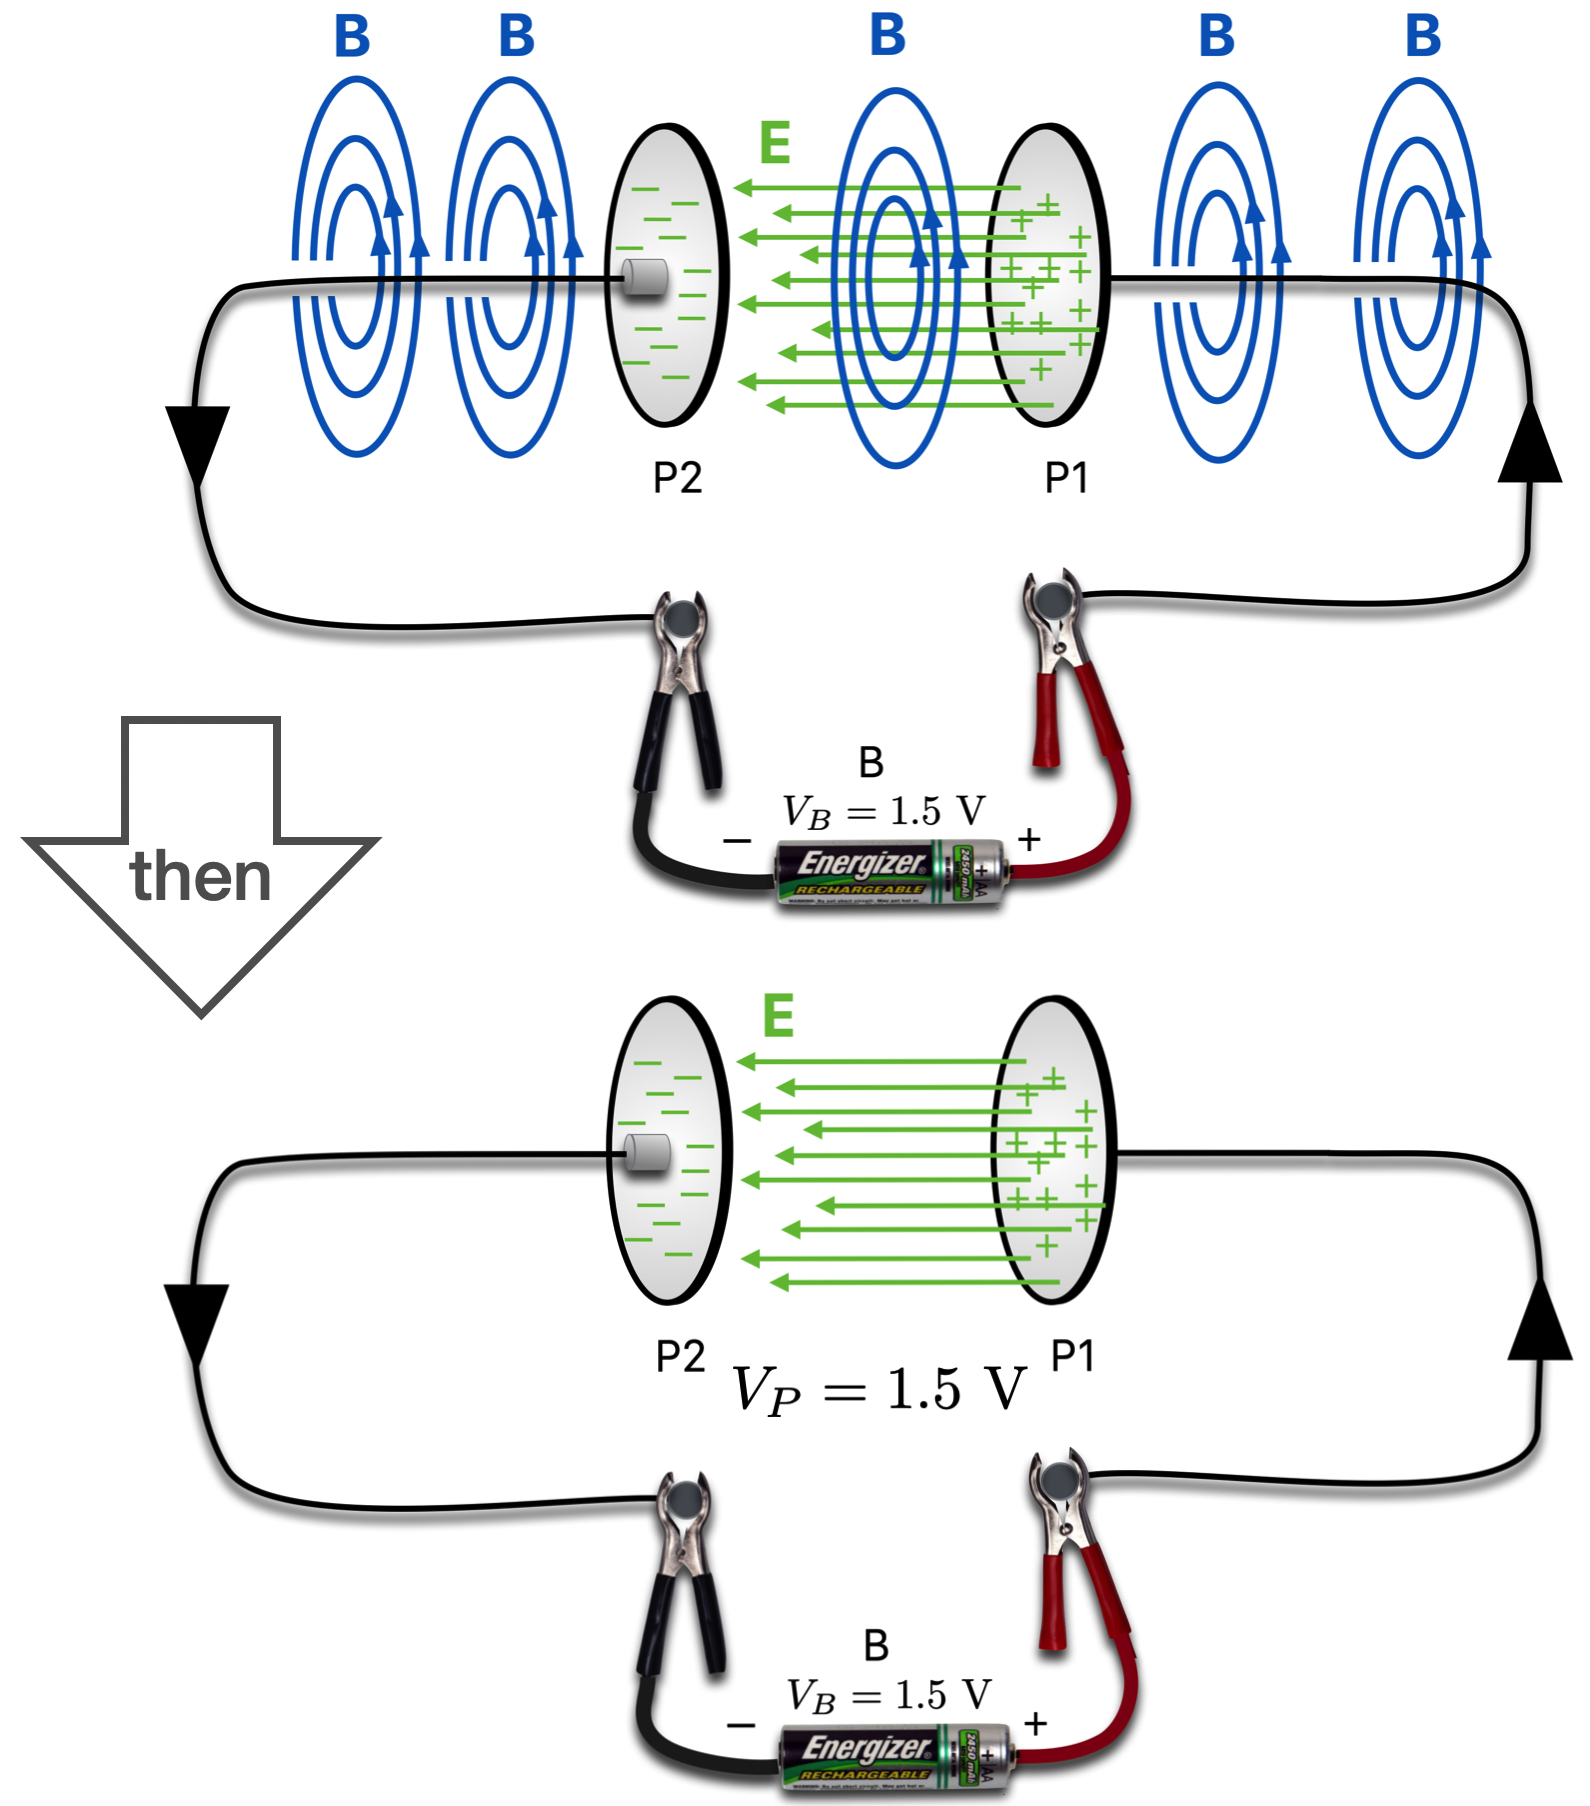 B B B B B
E
P2 P1
B
V_B = 1.5 V
− +
Energizer
RECHARGEABLE
2450 mAh
+ AA
then
E
P2 P1
V_P = 1.5 V
B
V_B = 1.5 V
− +
Energizer
RECHARGEABLE
2450 mAh
+ AA